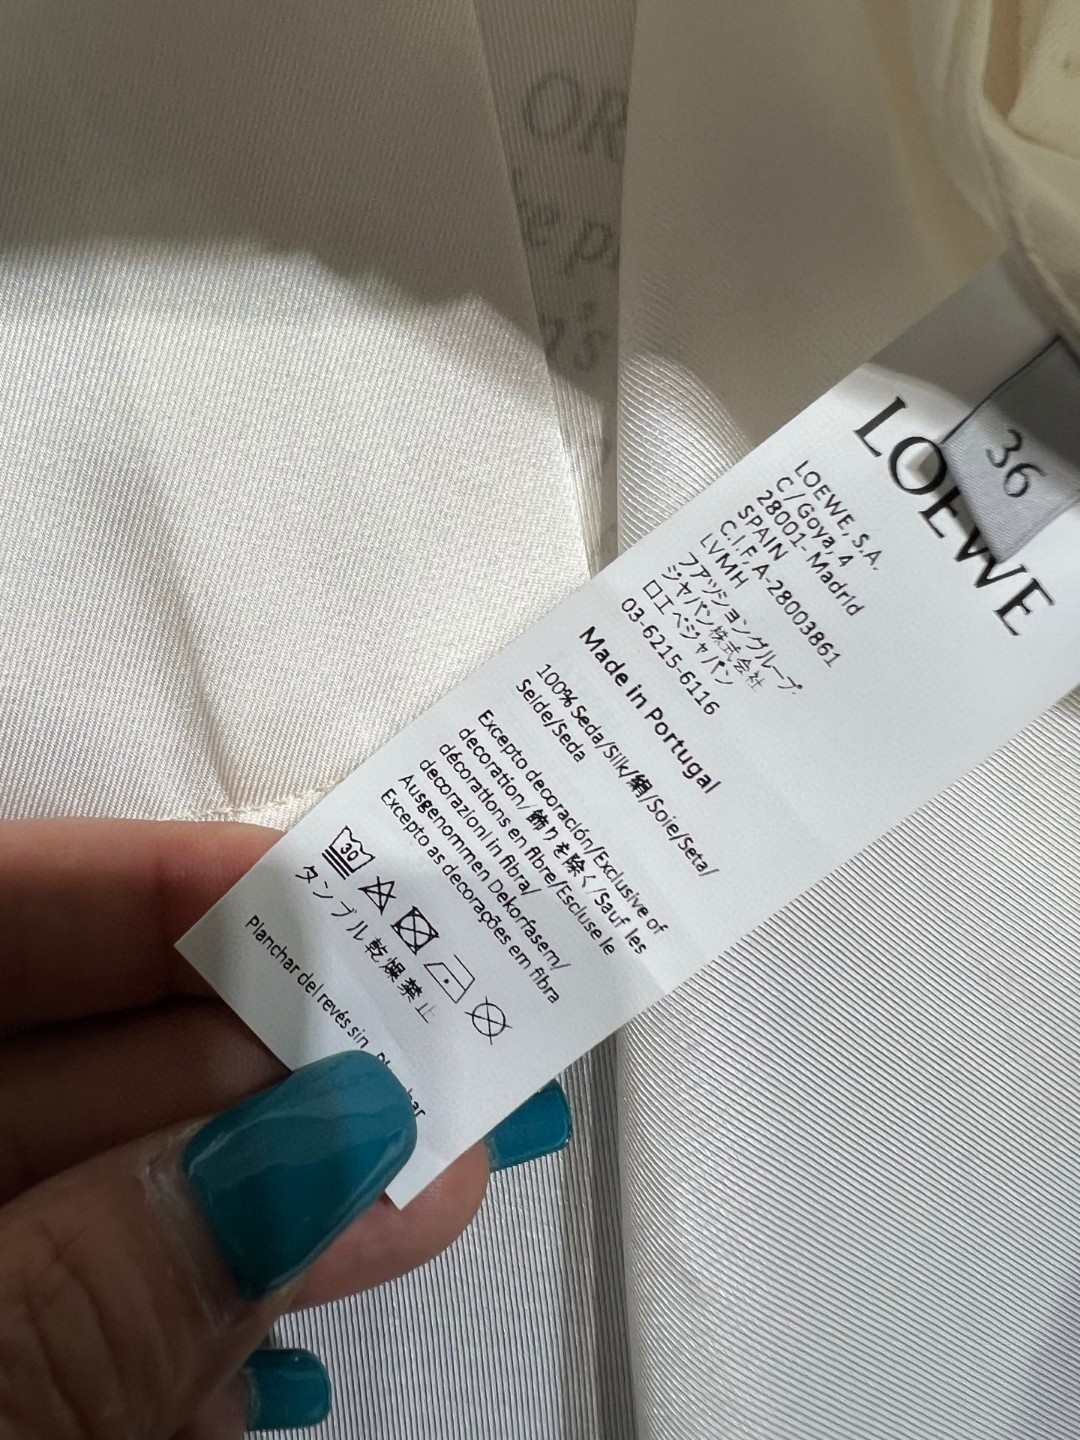 OR
36
LOEWE
LOEWE, S.A.
C / Goya, 4
28001- Madrid
SPAIN
C.I.F. A-28003861
LVMH
ファッショングループ.
ジャパン株式会社
ロエベジャパン
03-6215-6116
Made in Portugal
100% Seda/Silk/絹/Soie/Seta/
Seide/Seda
Excepto decoración/Exclusive of
decoration/飾りを除く/Sauf les
décorations en fibre/Escluse le
decorazioni in fibra/
Ausgenommen Dekorfasern/
Excepto as decorações em fibra
30
タンブル乾燥禁止
Planchar del revés sin